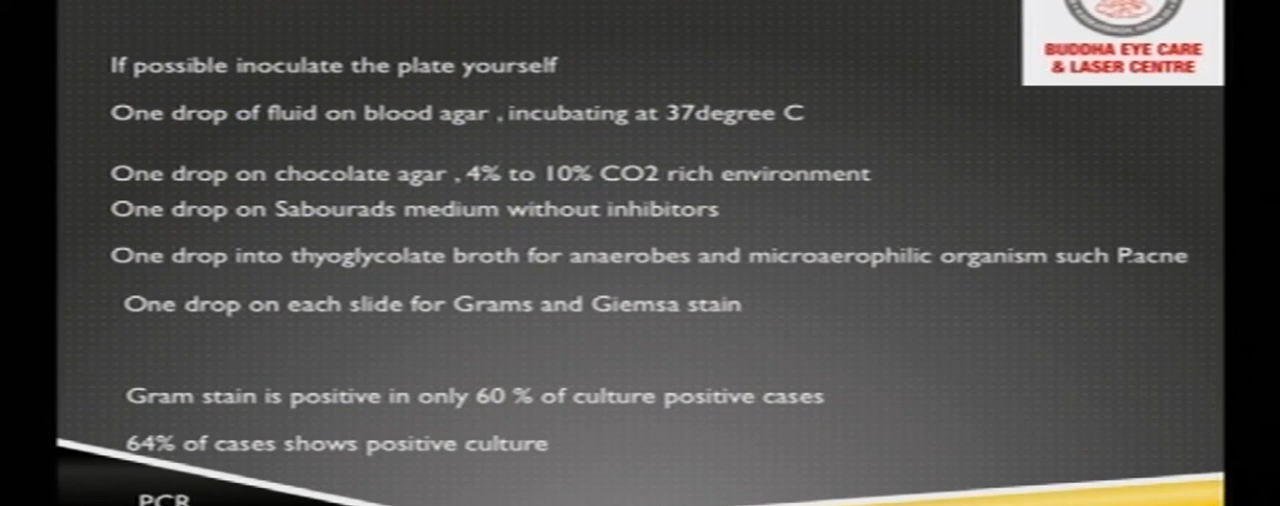 BUDDHA EYE CARE
& LASER CENTRE
If possible inoculate the plate yourself
One drop of fluid on blood agar , incubating at 37degree C
One drop on chocolate agar , 4% to 10% CO2 rich environment
One drop on Sabourads medium without inhibitors
One drop into thyoglycolate broth for anaerobes and microaerophilic organism such P.acne
One drop on each slide for Grams and Giemsa stain
Gram stain is positive in only 60 % of culture positive cases
64% of cases shows positive culture
PCR